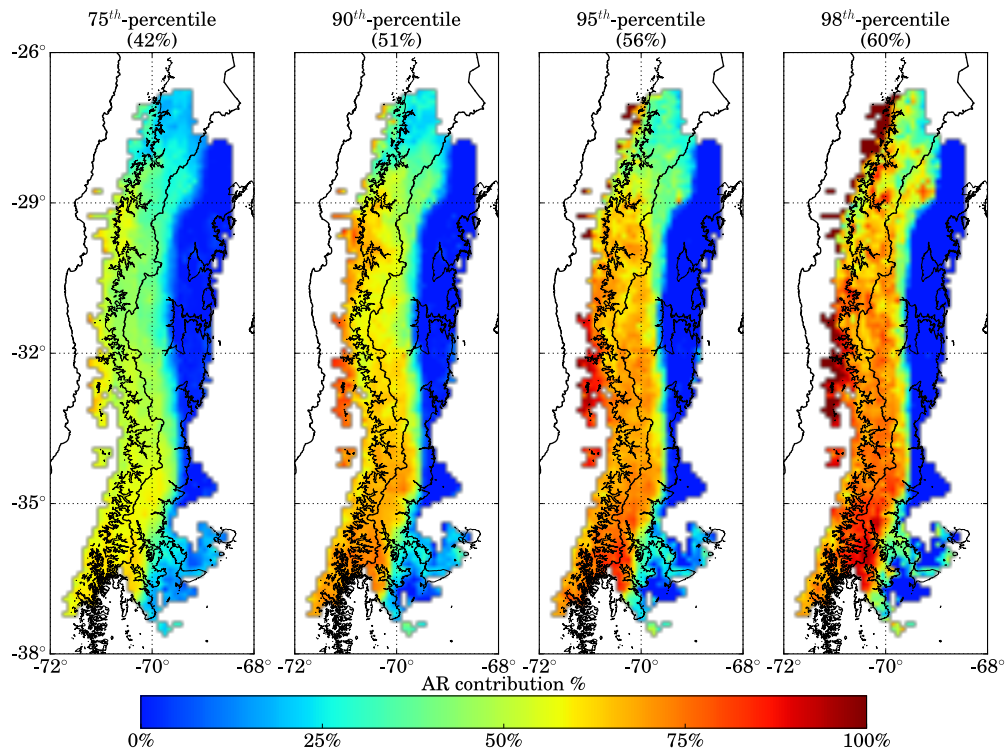 75th-percentile 90th-percentile 95th-percentile 98th-percentile
(42%) (51%) (56%) (60%)
-26°
-29°
-32°
-35°
-38°
-72 -70 -68° -72 -70 -68° -72 -70 -68° -72 -70 -68°
AR contribution %
0% 25% 50% 75% 100%